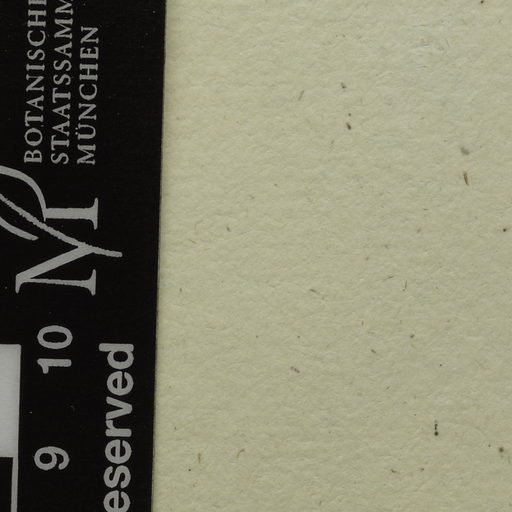 BOTANISCHE
STAATSSAMM
MÜNCHEN
M
9 10
eserved